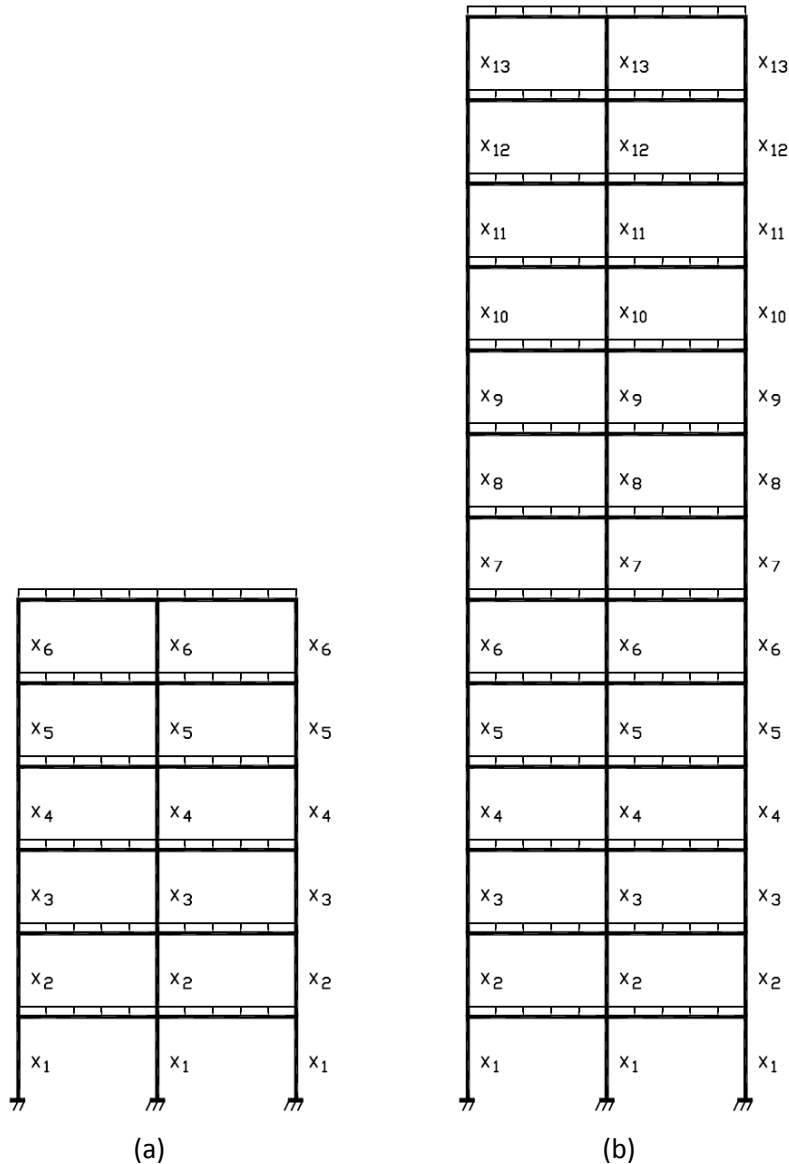 X13 X13 X13
X12 X12 X12
X11 X11 X11
X10 X10 X10
X9 X9 X9
X8 X8 X8
X7 X7 X7
X6 X6 X6 X6 X6 X6
X5 X5 X5 X5 X5 X5
X4 X4 X4 X4 X4 X4
X3 X3 X3 X3 X3 X3
X2 X2 X2 X2 X2 X2
X1 X1 X1 X1 X1 X1
(a) (b)